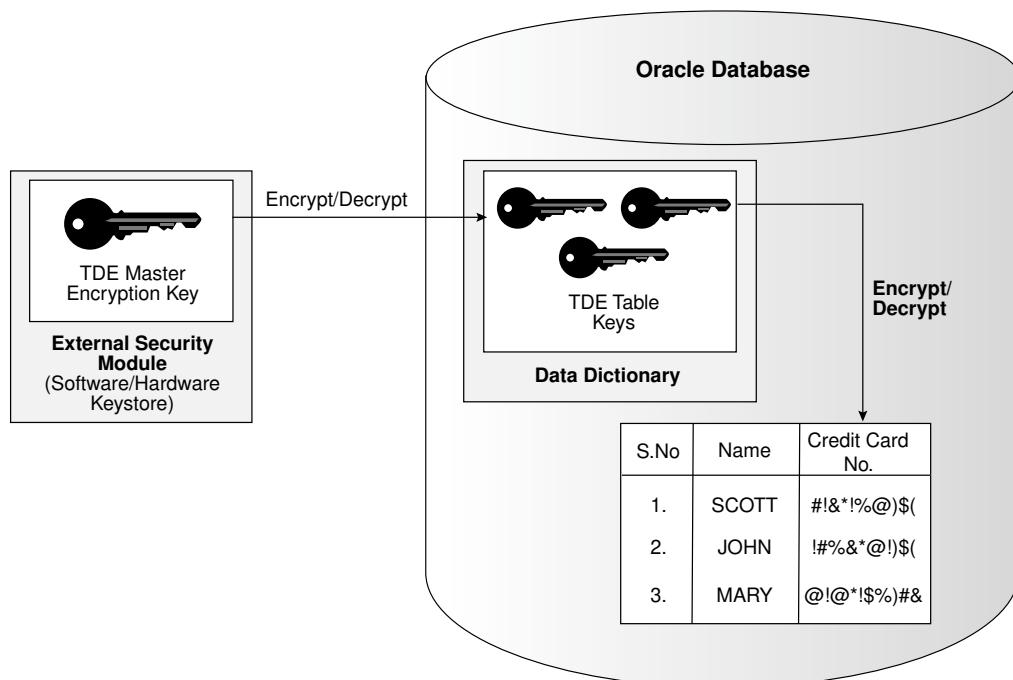 Oracle Database
Encrypt/Decrypt
TDE Master
Encryption Key
External Security
Module
(Software/Hardware
Keystore)
TDE Table
Keys
Data Dictionary
Encrypt/
Decrypt
S.No Name Credit Card
No.
1. SCOTT #!&*!%@)$(
2. JOHN !#%&*@!)$(
3. MARY @!@*!$%)#&